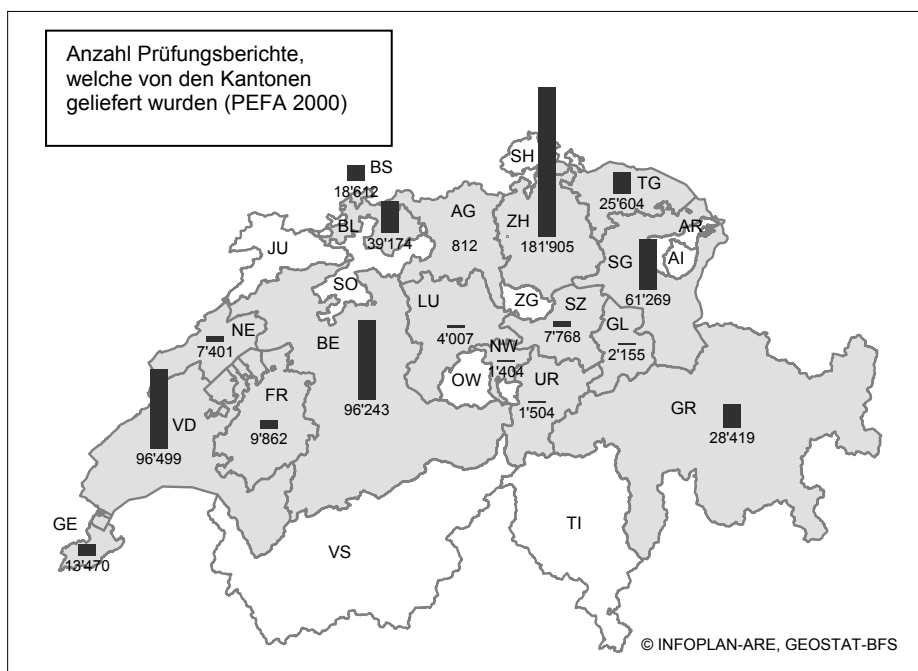 Anzahl Prüfungsberichte,
welche von den Kantonen
geliefert wurden (PEFA 2000)
SH
BS
18'612
TG
25'604
AG
812
ZH
181'905
BL
39'174
AR
AI
SG
61'269
JU
SO
ZG
LU
4'007
SZ
7'768
GL
2'155
NE
7'401
BE
96'243
NW
1'404
OW
UR
1'504
FR
9'862
VD
96'499
GR
28'419
GE
13'470
VS
TI
© INFOPLAN-ARE, GEOSTAT-BFS